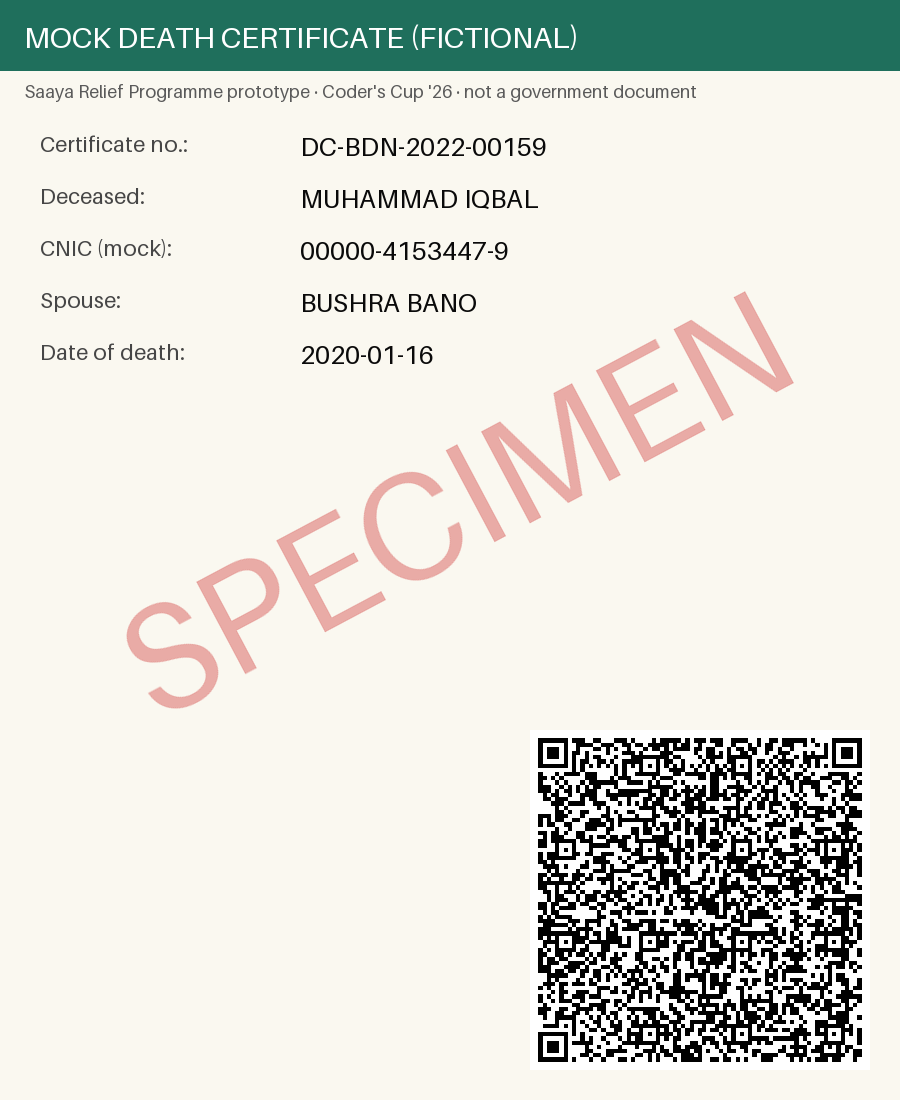 MOCK DEATH CERTIFICATE (FICTIONAL)
Saaya Relief Programme prototype · Coder's Cup '26 · not a government document
Certificate no.: DC-BDN-2022-00159
Deceased: MUHAMMAD IQBAL
CNIC (mock): 00000-4153447-9
Spouse: BUSHRA BANO
Date of death: 2020-01-16
SPECIMEN